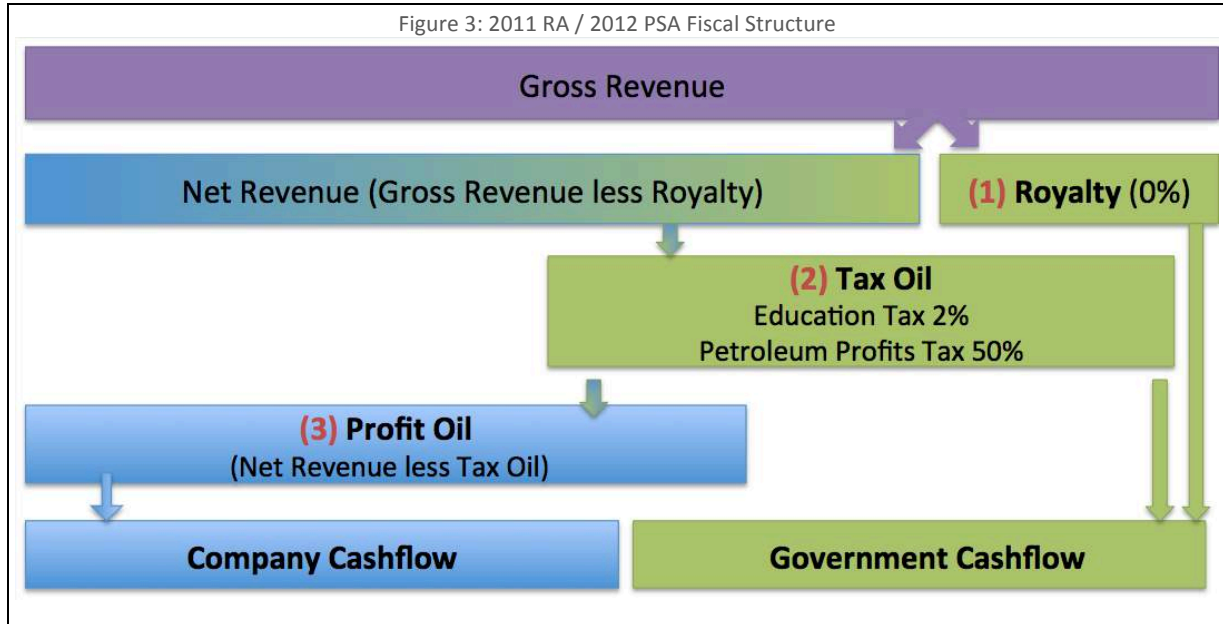 Figure 3: 2011 RA / 2012 PSA Fiscal Structure
Gross Revenue
Net Revenue (Gross Revenue less Royalty)
(1) Royalty (0%)
(2) Tax Oil
Education Tax 2%
Petroleum Profits Tax 50%
(3) Profit Oil
(Net Revenue less Tax Oil)
Company Cashflow
Government Cashflow